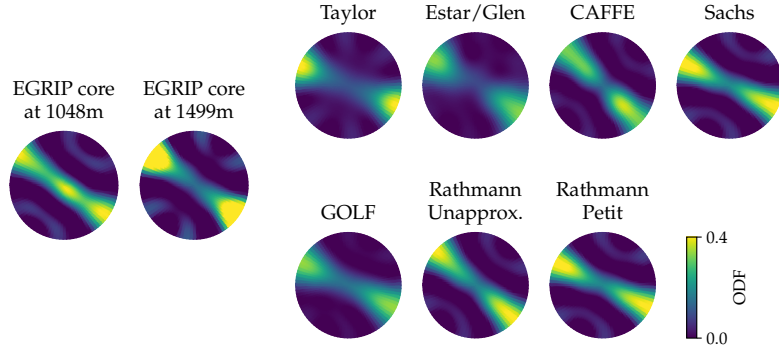 Taylor
Estar/Glen
CAFFE
Sachs
EGRIP core
at 1048m
EGRIP core
at 1499m
GOLF
Rathmann
Unapprox.
Rathmann
Petit
0.4
ODF
0.0